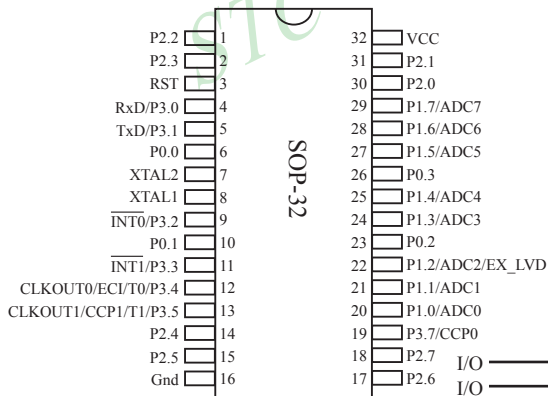 STC
P2.2 1 32 VCC
P2.3 2 31 P2.1
RST 3 30 P2.0
RxD/P3.0 4 29 P1.7/ADC7
TxD/P3.1 5 28 P1.6/ADC6
P0.0 6 27 P1.5/ADC5
XTAL2 7 26 P0.3
XTAL1 8 25 P1.4/ADC4
INT0/P3.2 9 24 P1.3/ADC3
P0.1 10 23 P0.2
INT1/P3.3 11 22 P1.2/ADC2/EX_LVD
CLKOUT0/ECI/T0/P3.4 12 21 P1.1/ADC1
CLKOUT1/CCP1/T1/P3.5 13 20 P1.0/ADC0
P2.4 14 19 P3.7/CCP0
P2.5 15 18 P2.7
Gnd 16 17 P2.6
SOP-32
I/O
I/O